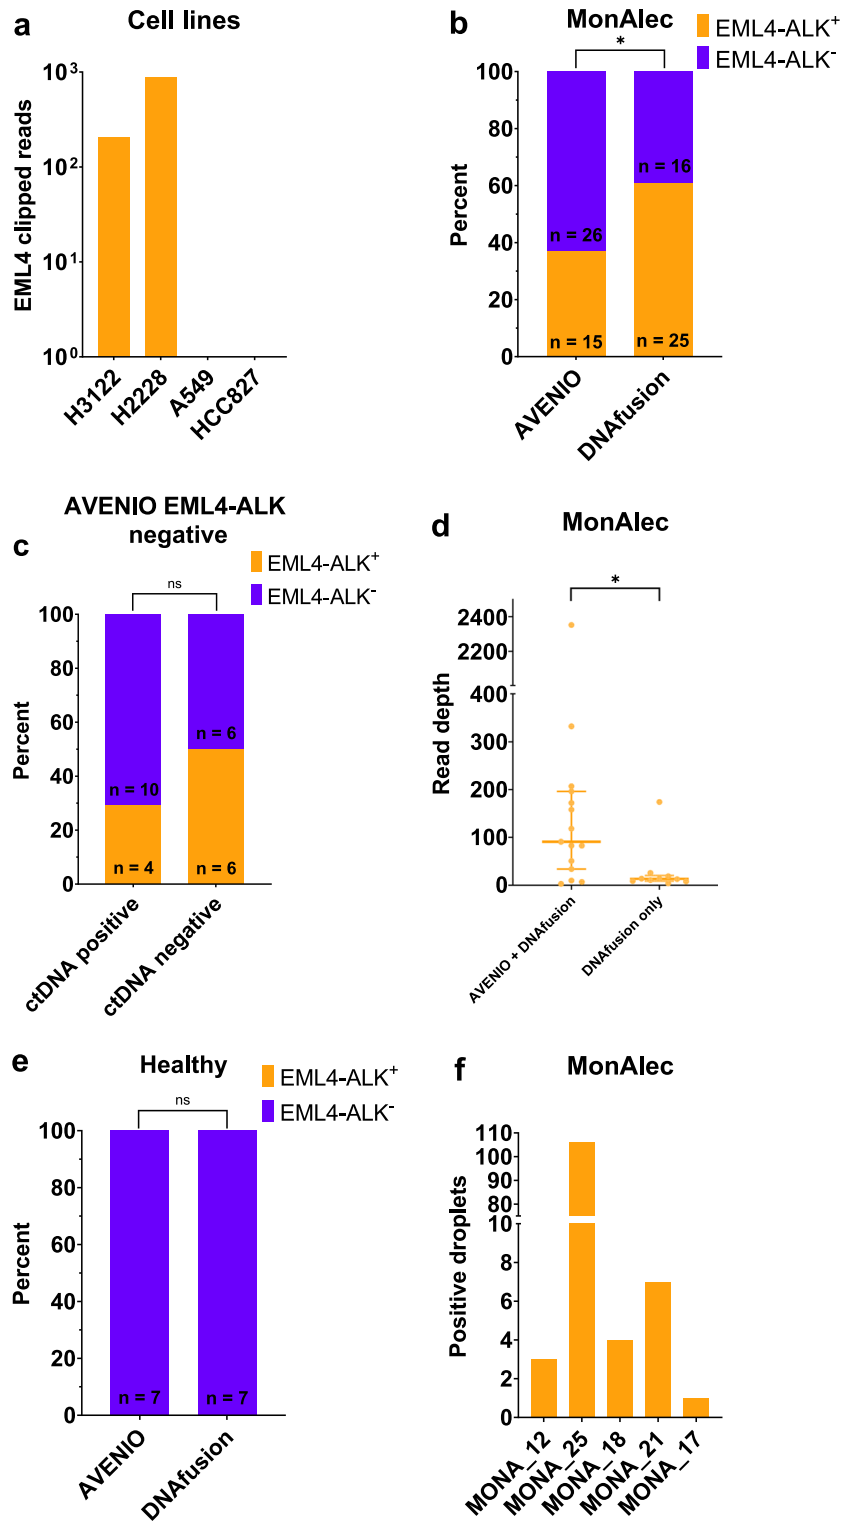 a
Cell lines
EML4 clipped reads
10³
10²
10¹
10⁰
H3122
H2228
A549
HCC827
b
MonAlec
EML4-ALK⁺
EML4-ALK⁻
*
Percent
100
80
60
40
20
0
n = 26
n = 15
n = 16
n = 25
AVENIO
DNAfusion
c
AVENIO EML4-ALK
negative
EML4-ALK⁺
EML4-ALK⁻
ns
Percent
100
80
60
40
20
0
n = 10
n = 4
n = 6
n = 6
ctDNA positive
ctDNA negative
d
MonAlec
*
Read depth
2400
2200
400
300
200
100
0
AVENIO + DNAfusion
DNAfusion only
e
Healthy
EML4-ALK⁺
EML4-ALK⁻
ns
Percent
100
80
60
40
20
0
n = 7
n = 7
AVENIO
DNAfusion
f
MonAlec
Positive droplets
110
100
90
80
10
8
6
4
2
0
MONA_12
MONA_25
MONA_18
MONA_21
MONA_17